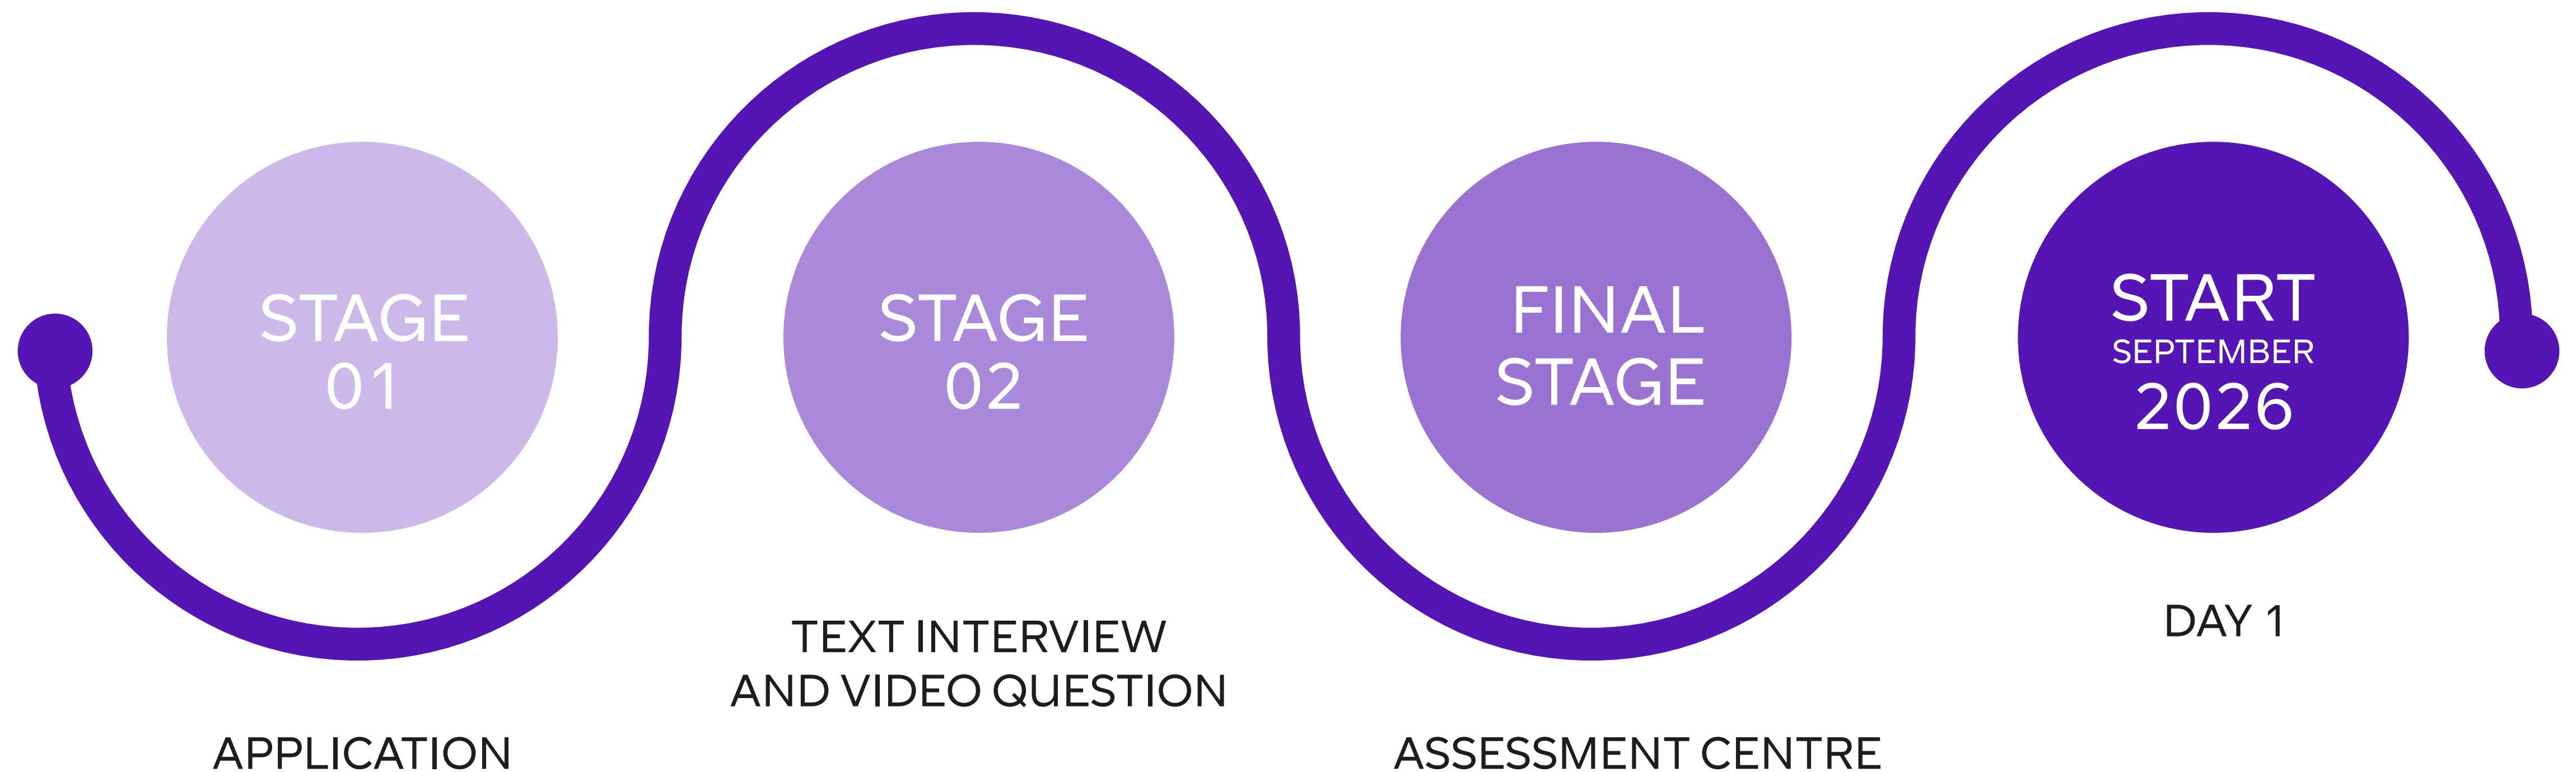 STAGE
01
APPLICATION
STAGE
02
TEXT INTERVIEW
AND VIDEO QUESTION
FINAL
STAGE
ASSESSMENT CENTRE
START
SEPTEMBER
2026
DAY 1